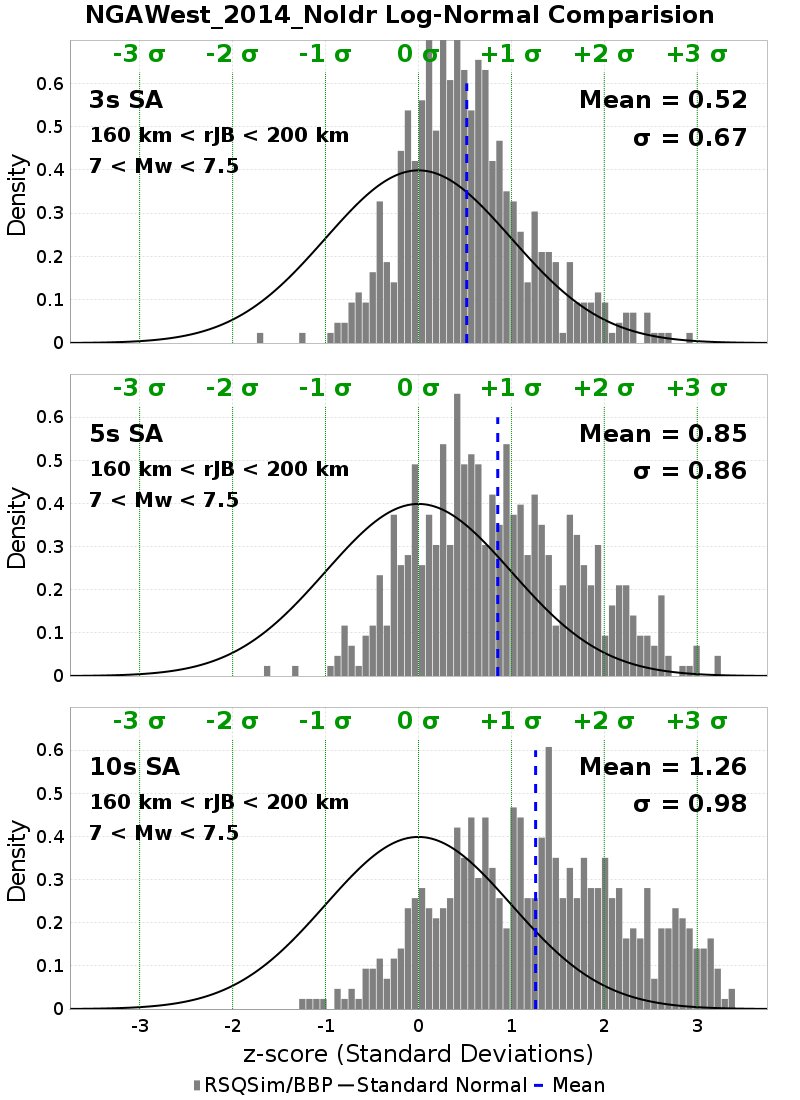 NGAWest_2014_NoIdr Log-Normal Comparision
-3 σ -2 σ -1 σ 0 σ +1 σ +2 σ +3 σ
3s SA
Mean = 0.52
160 km < rJB < 200 km
σ = 0.67
7 < Mw < 7.5
0.6
0.5
0.4
0.3
0.2
0.1
0
Density
-3 σ -2 σ -1 σ 0 σ +1 σ +2 σ +3 σ
5s SA
Mean = 0.85
160 km < rJB < 200 km
σ = 0.86
7 < Mw < 7.5
0.6
0.5
0.4
0.3
0.2
0.1
0
Density
-3 σ -2 σ -1 σ 0 σ +1 σ +2 σ +3 σ
10s SA
Mean = 1.26
160 km < rJB < 200 km
σ = 0.98
7 < Mw < 7.5
0.6
0.5
0.4
0.3
0.2
0.1
0
Density
-3 -2 -1 0 1 2 3
z-score (Standard Deviations)
RSQSim/BBP Standard Normal Mean